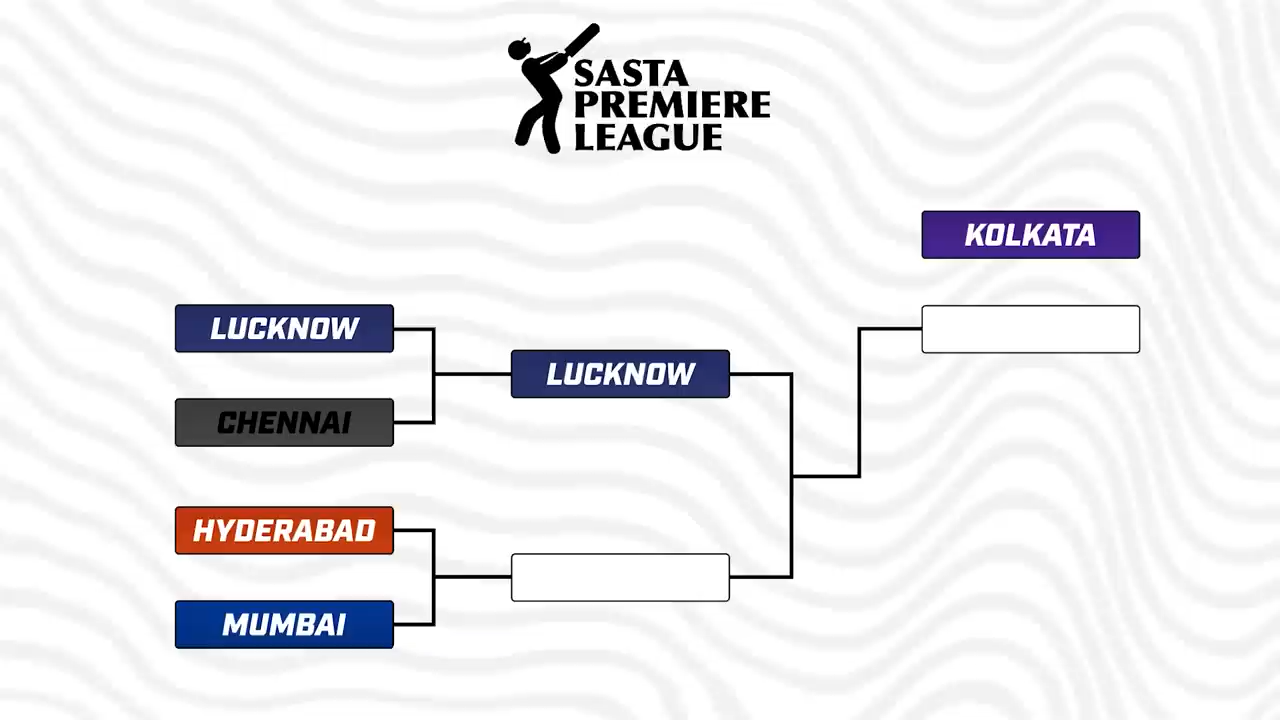 SASTA
PREMIERE
LEAGUE
KOLKATA
LUCKNOW
LUCKNOW
CHENNAI
HYDERABAD
MUMBAI